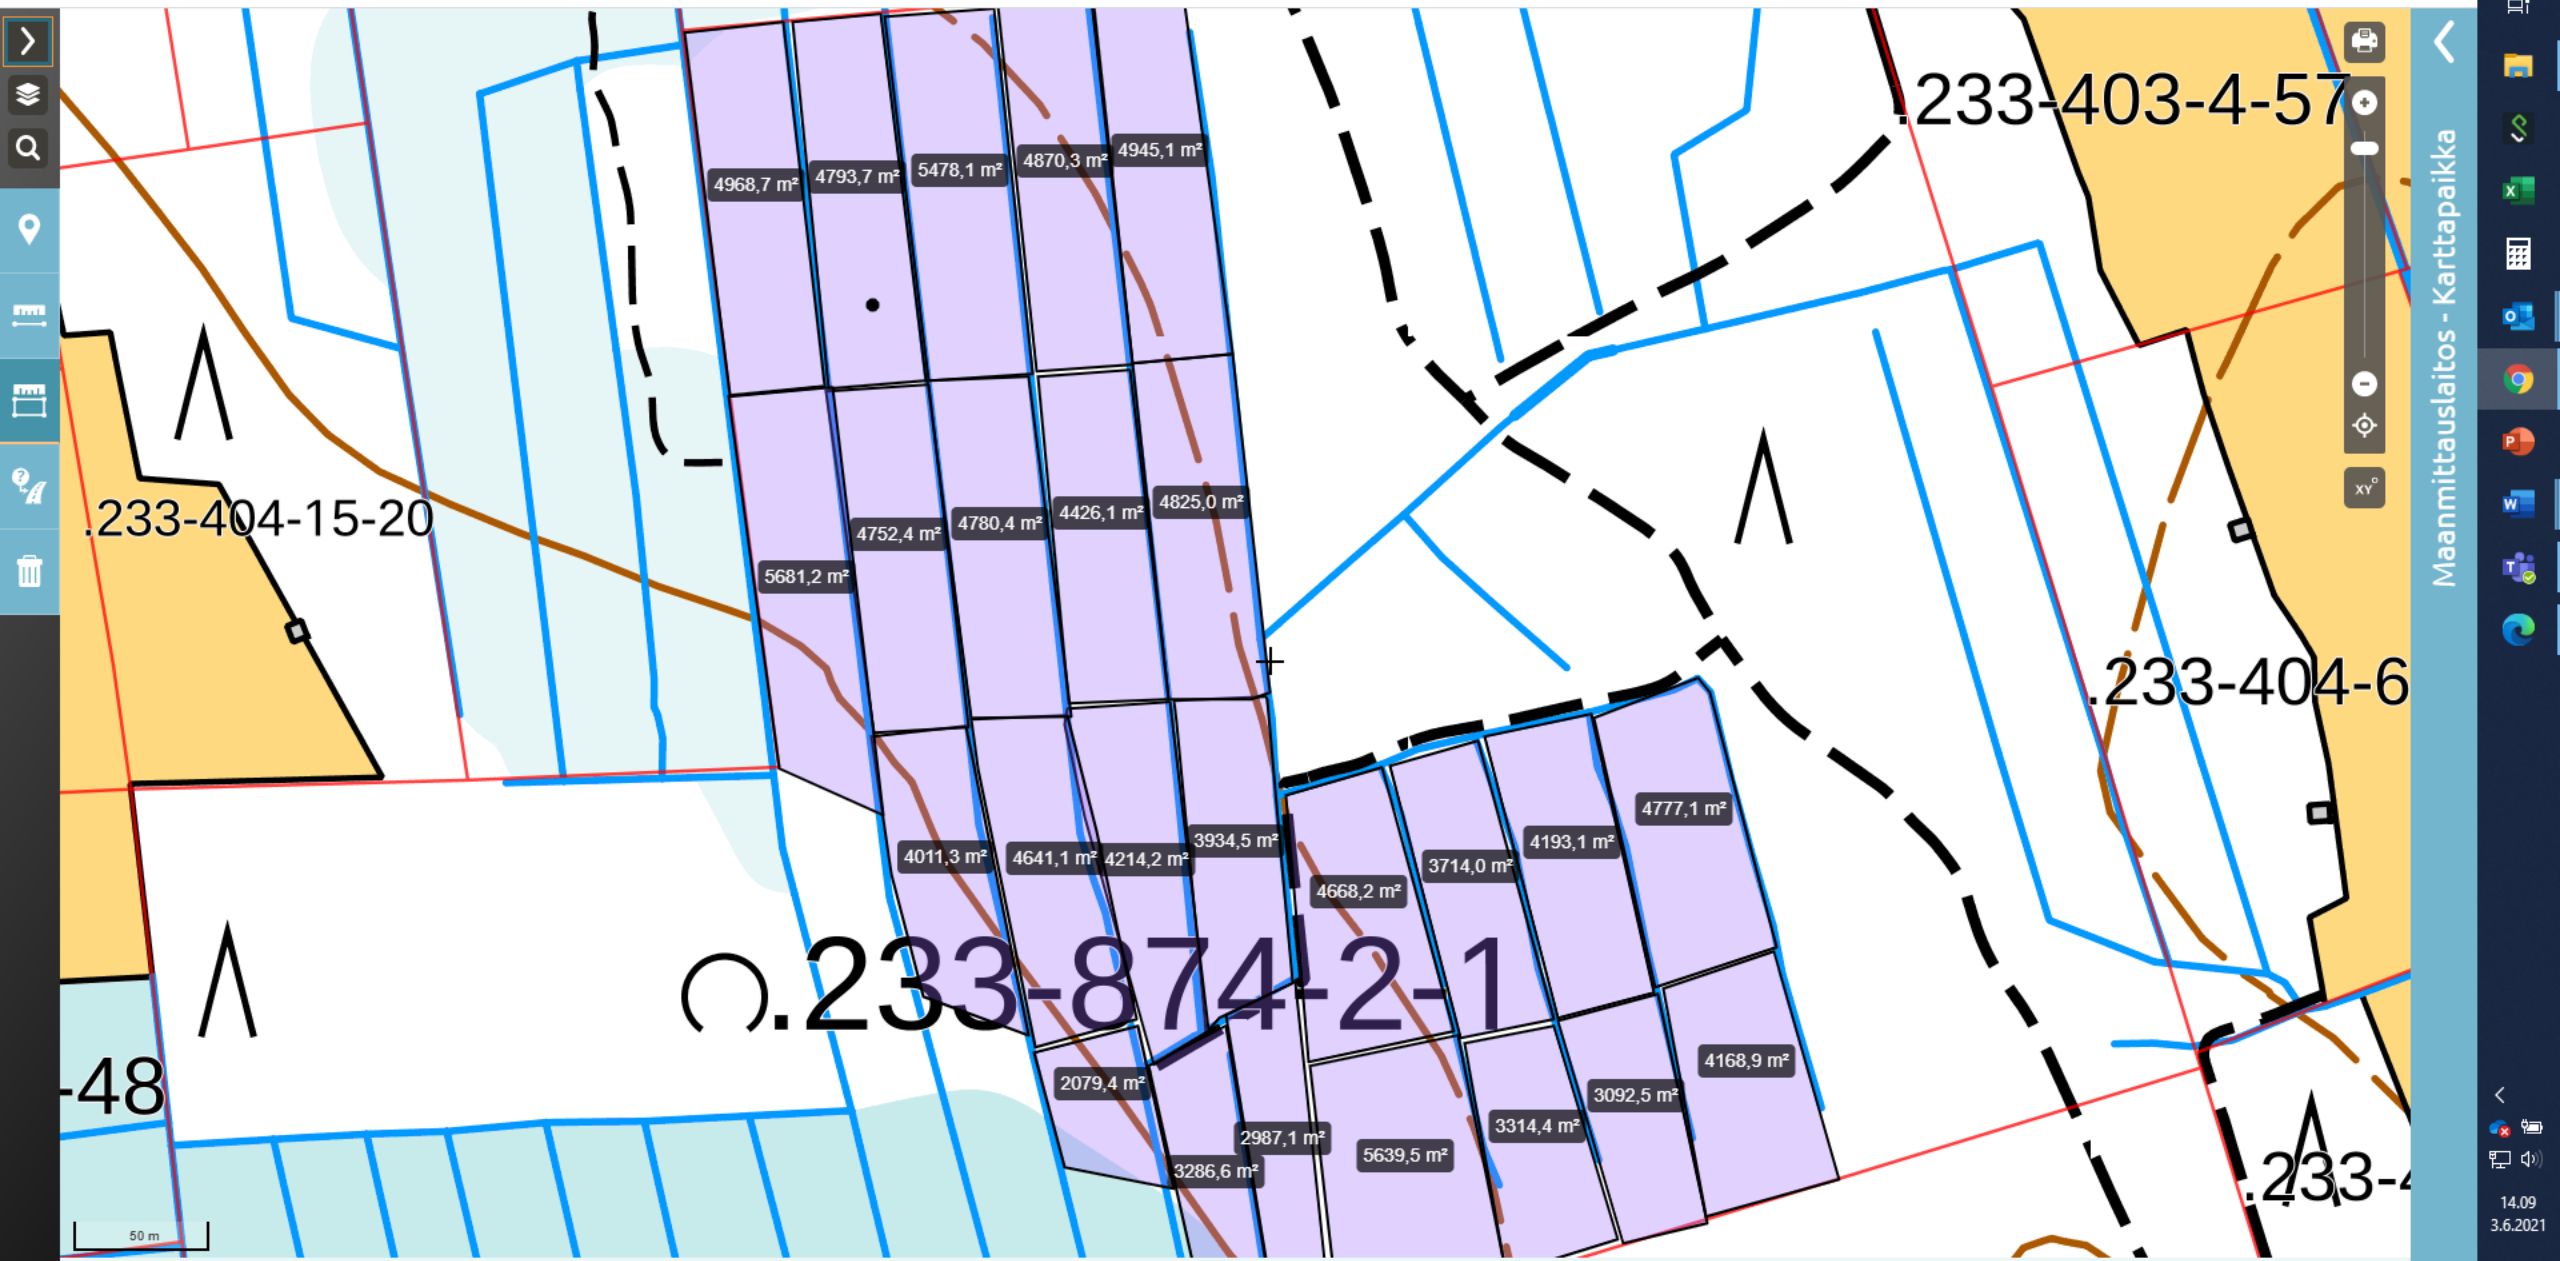 .233-403-4-57
4945,1 m²
4870,3 m²
5478,1 m²
4793,7 m²
4968,7 m²
4825,0 m²
4426,1 m²
4780,4 m²
4752,4 m²
5681,2 m²
.233-404-15-20
.233-404-6
4777,1 m²
4193,1 m²
3714,0 m²
4668,2 m²
3934,5 m²
4214,2 m²
4641,1 m²
4011,3 m²
.233-874-2-1
4168,9 m²
3092,5 m²
3314,4 m²
5639,5 m²
2987,1 m²
3286,6 m²
2079,4 m²
-48
.233-4
50 m
XY
Maanmittauslaitos - Karttapaikka
14.09
3.6.2021